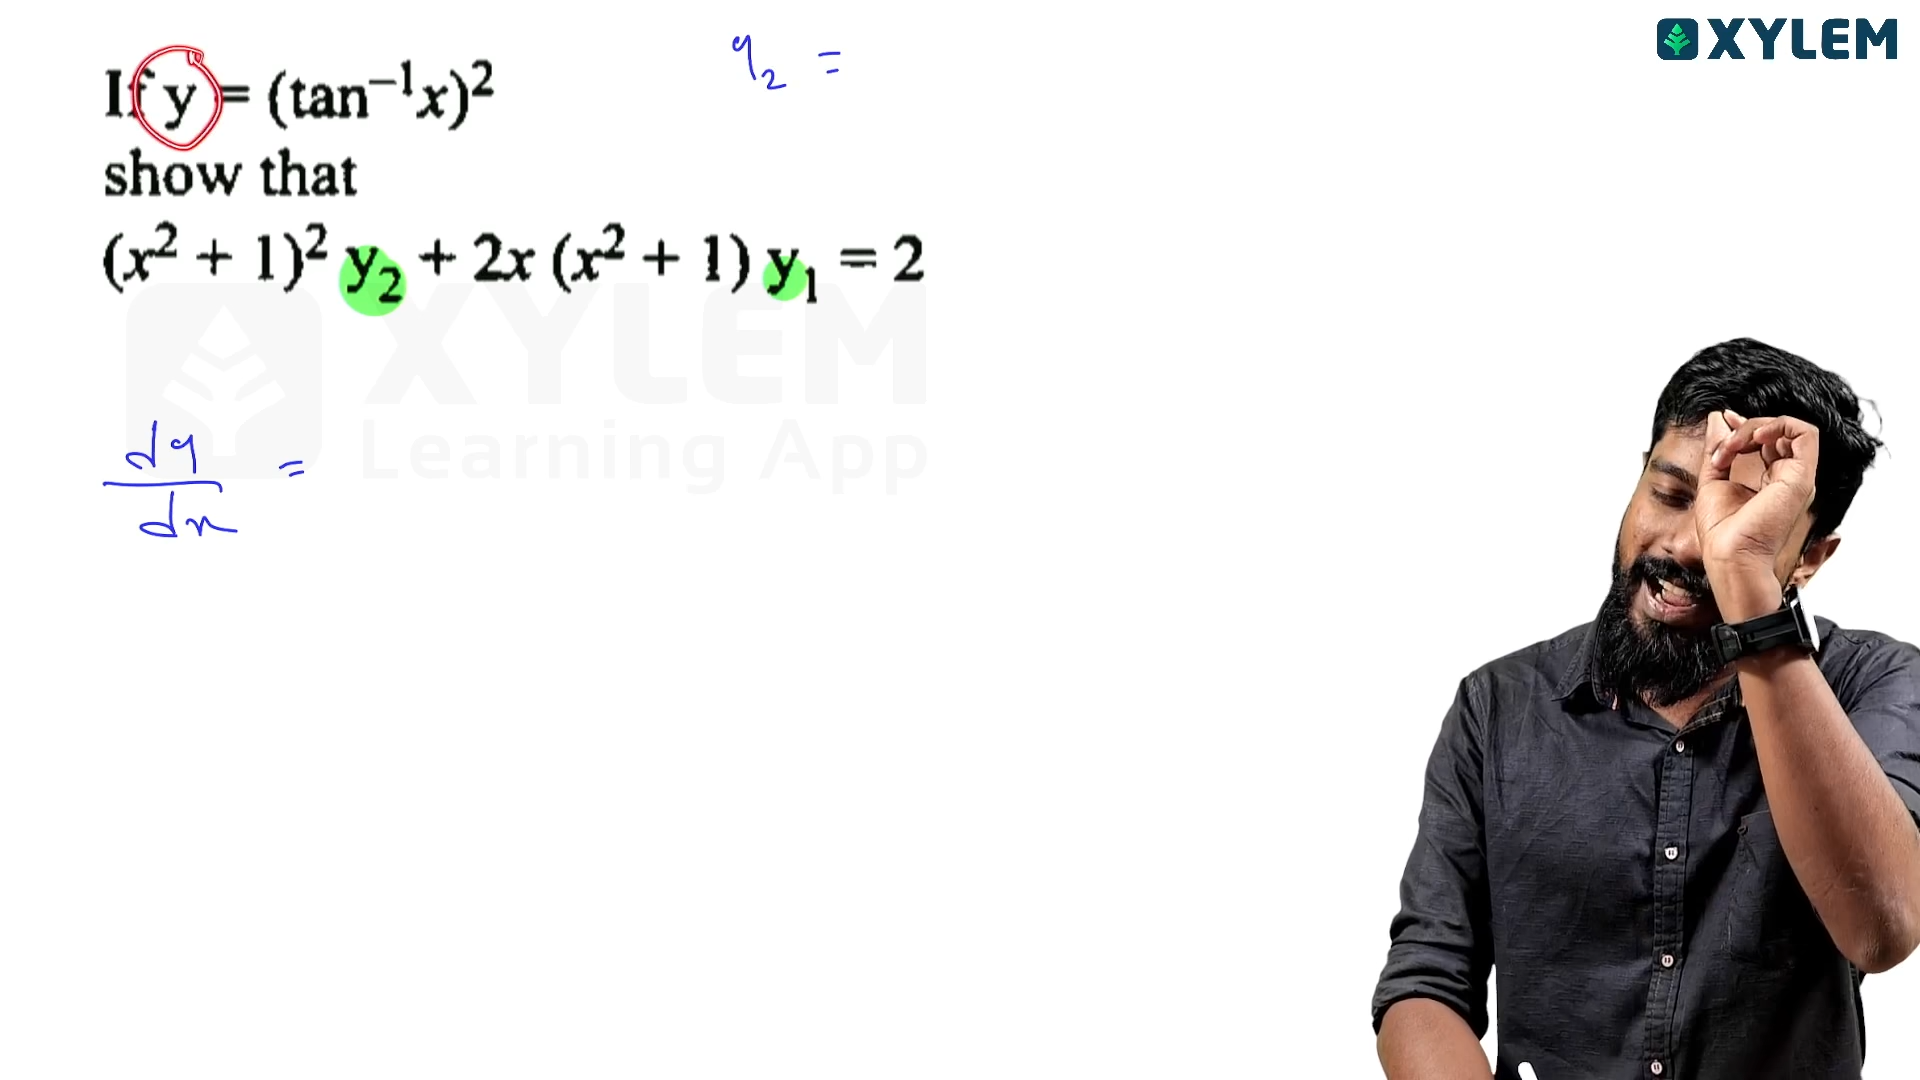 XYLEM
If y = (tan⁻¹x)²
y₂ =
show that
(x² + 1)² y₂ + 2x (x² + 1) y₁ = 2
XYLEM
Learning App
dy
dx
=